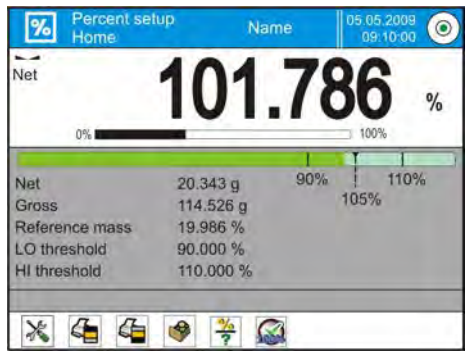 Percent setup
Home
Name
05.05.2009
09:10:00
Net
101.786 %
0% 100%
90% 110%
105%
Net 20.343 g
Gross 114.526 g
Reference mass 19.986 %
LO threshold 90.000 %
HI threshold 110.000 %
%
?